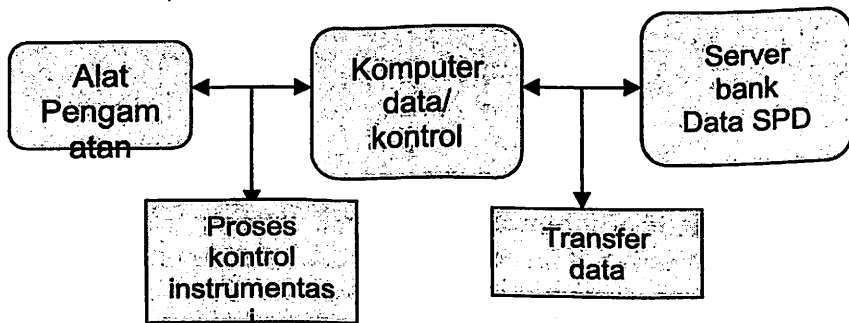 Alat
Pengam
atan
Komputer
data/
kontrol
Server
bank
Data SPD
Proses
kontrol
instrumentas
i
Transfer
data